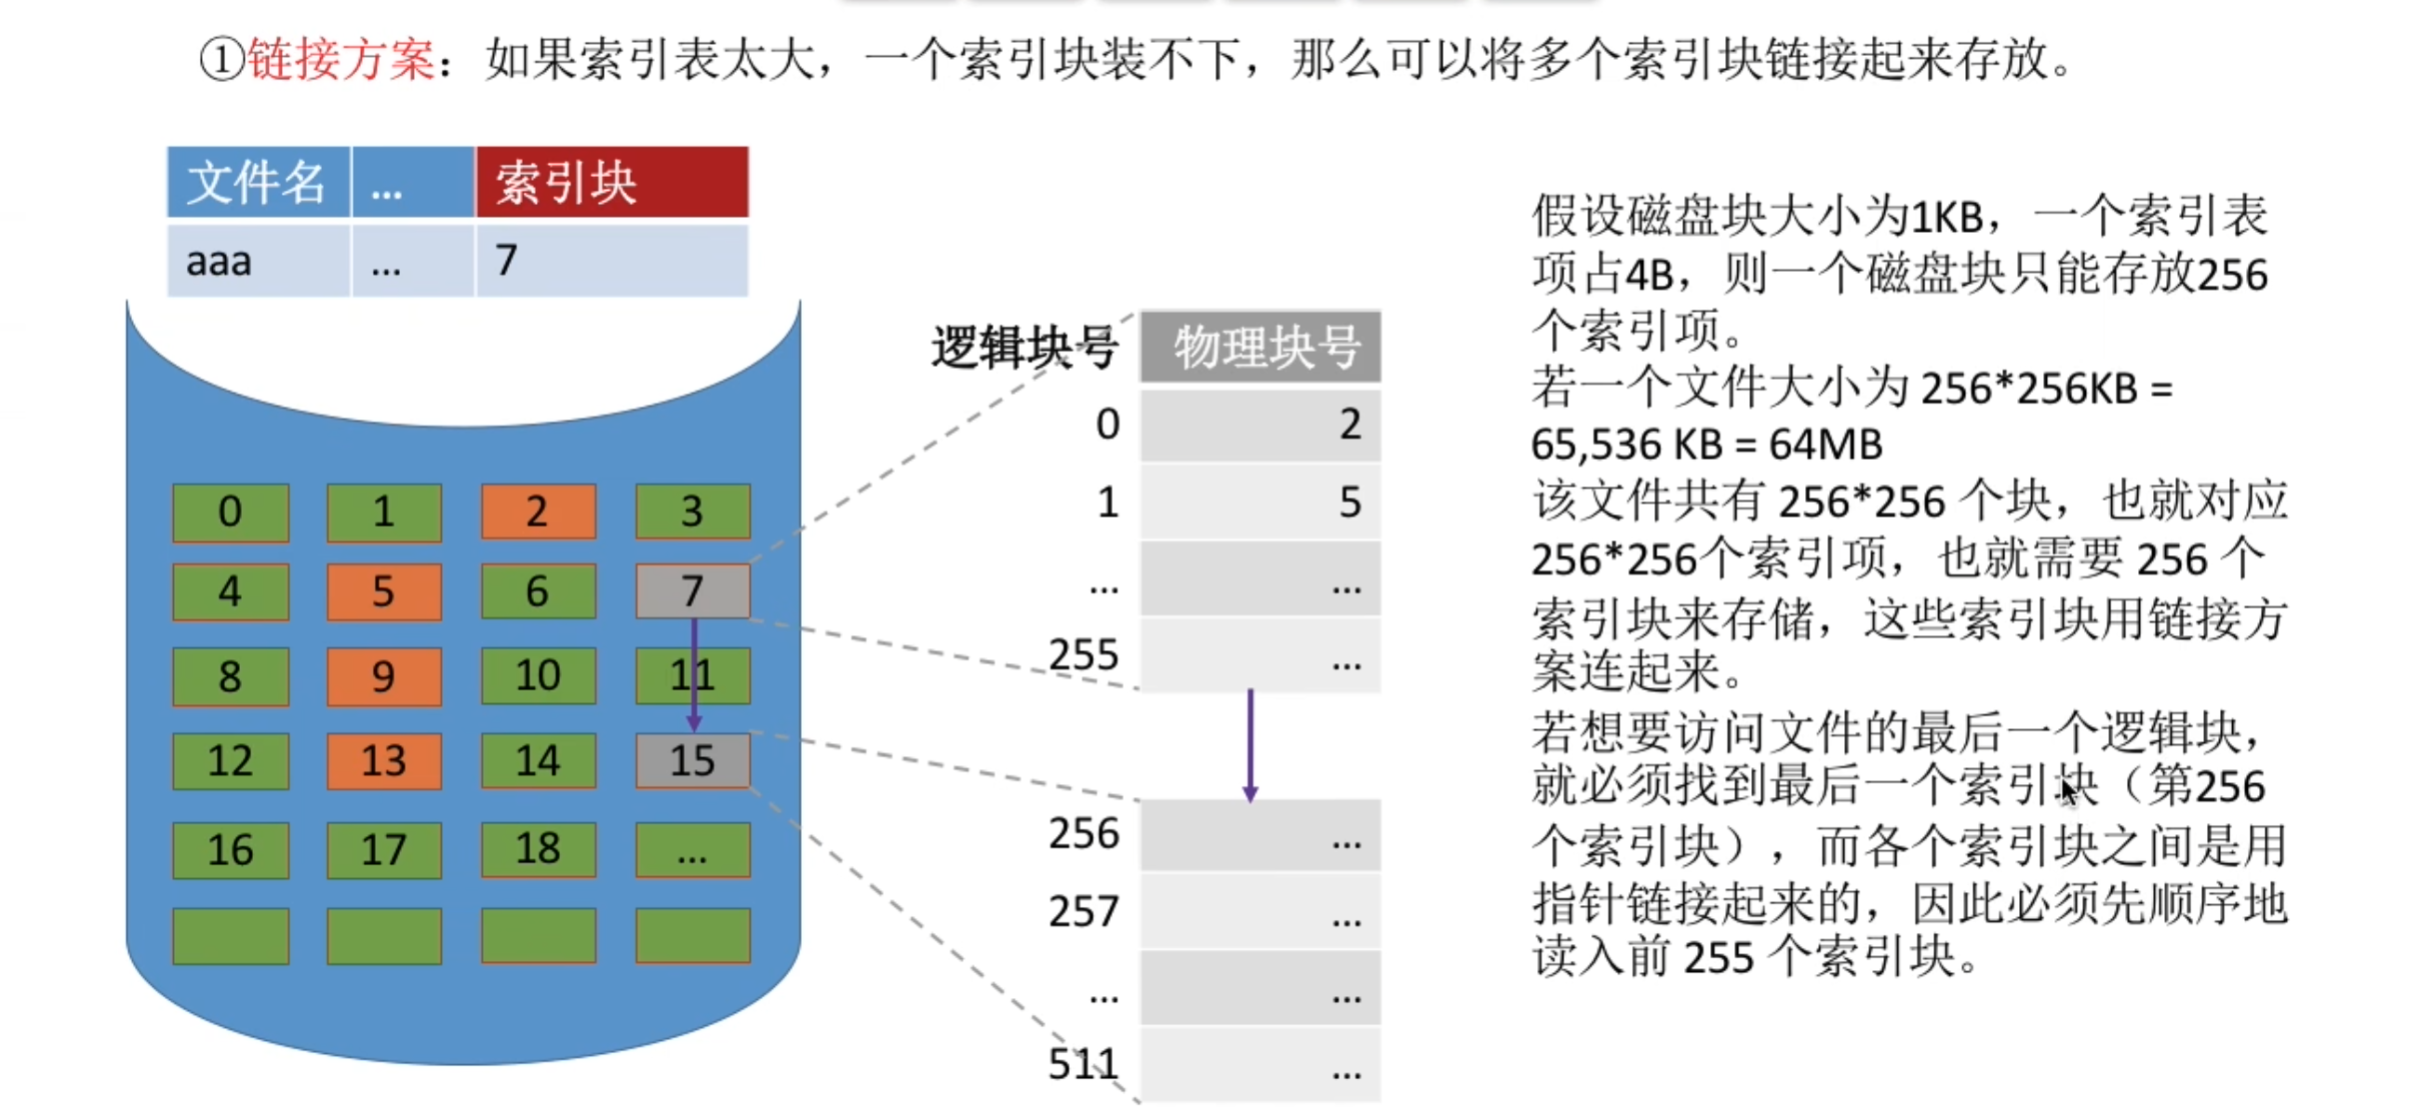 ①链接方案：如果索引表太大，一个索引块装不下，那么可以将多个索引块链接起来存放。
文件名 … 索引块
aaa … 7
0 1 2 3
4 5 6 7
8 9 10 11
12 13 14 15
16 17 18 …
逻辑块号 物理块号
0 2
1 5
… …
255 …
256 …
257 …
… …
511 …
假设磁盘块大小为1KB，一个索引表
项占4B，则一个磁盘块只能存放256
个索引项。
若一个文件大小为 256*256KB =
65,536 KB = 64MB
该文件共有 256*256 个块，也就对应
256*256个索引项，也就需要 256 个
索引块来存储，这些索引块用链接方
案连起来。
若想要访问文件的最后一个逻辑块，
就必须找到最后一个索引块（第256
个索引块），而各个索引块之间是用
指针链接起来的，因此必须先顺序地
读入前 255 个索引块。